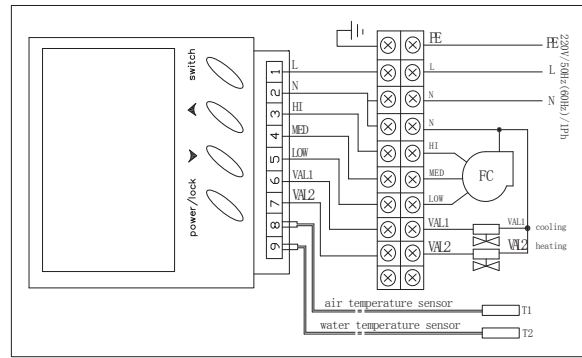 switch
power/lock
1
2
3
4
5
6
7
8
9
L
N
HI
MED
LOW
VAL1
VAL2
PE
L
N
N
HI
MED
LOW
VAL1
VAL2
FC
VAL1
VAL2
cooling
heating
PE
L
N
220V/50Hz(60Hz)/1Ph
air temperature sensor
T1
water temperature sensor
T2